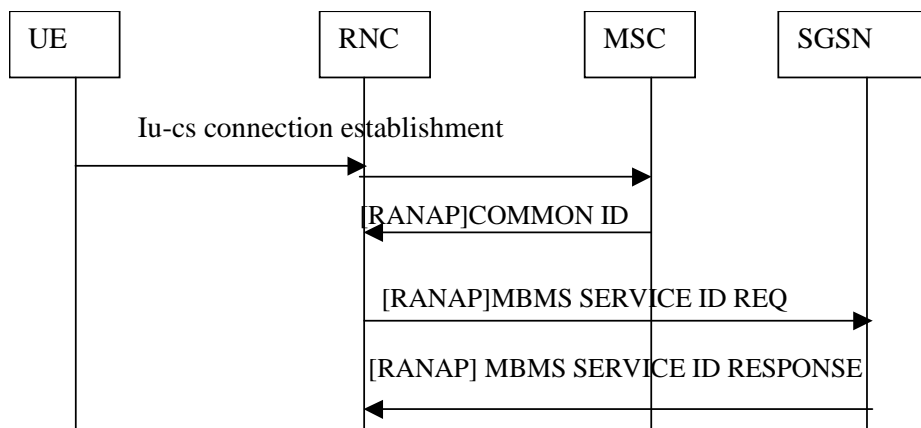 UE
RNC
MSC
SGSN
Iu-cs connection establishment
[RANAP]COMMON ID
[RANAP]MBMS SERVICE ID REQ
[RANAP] MBMS SERVICE ID RESPONSE